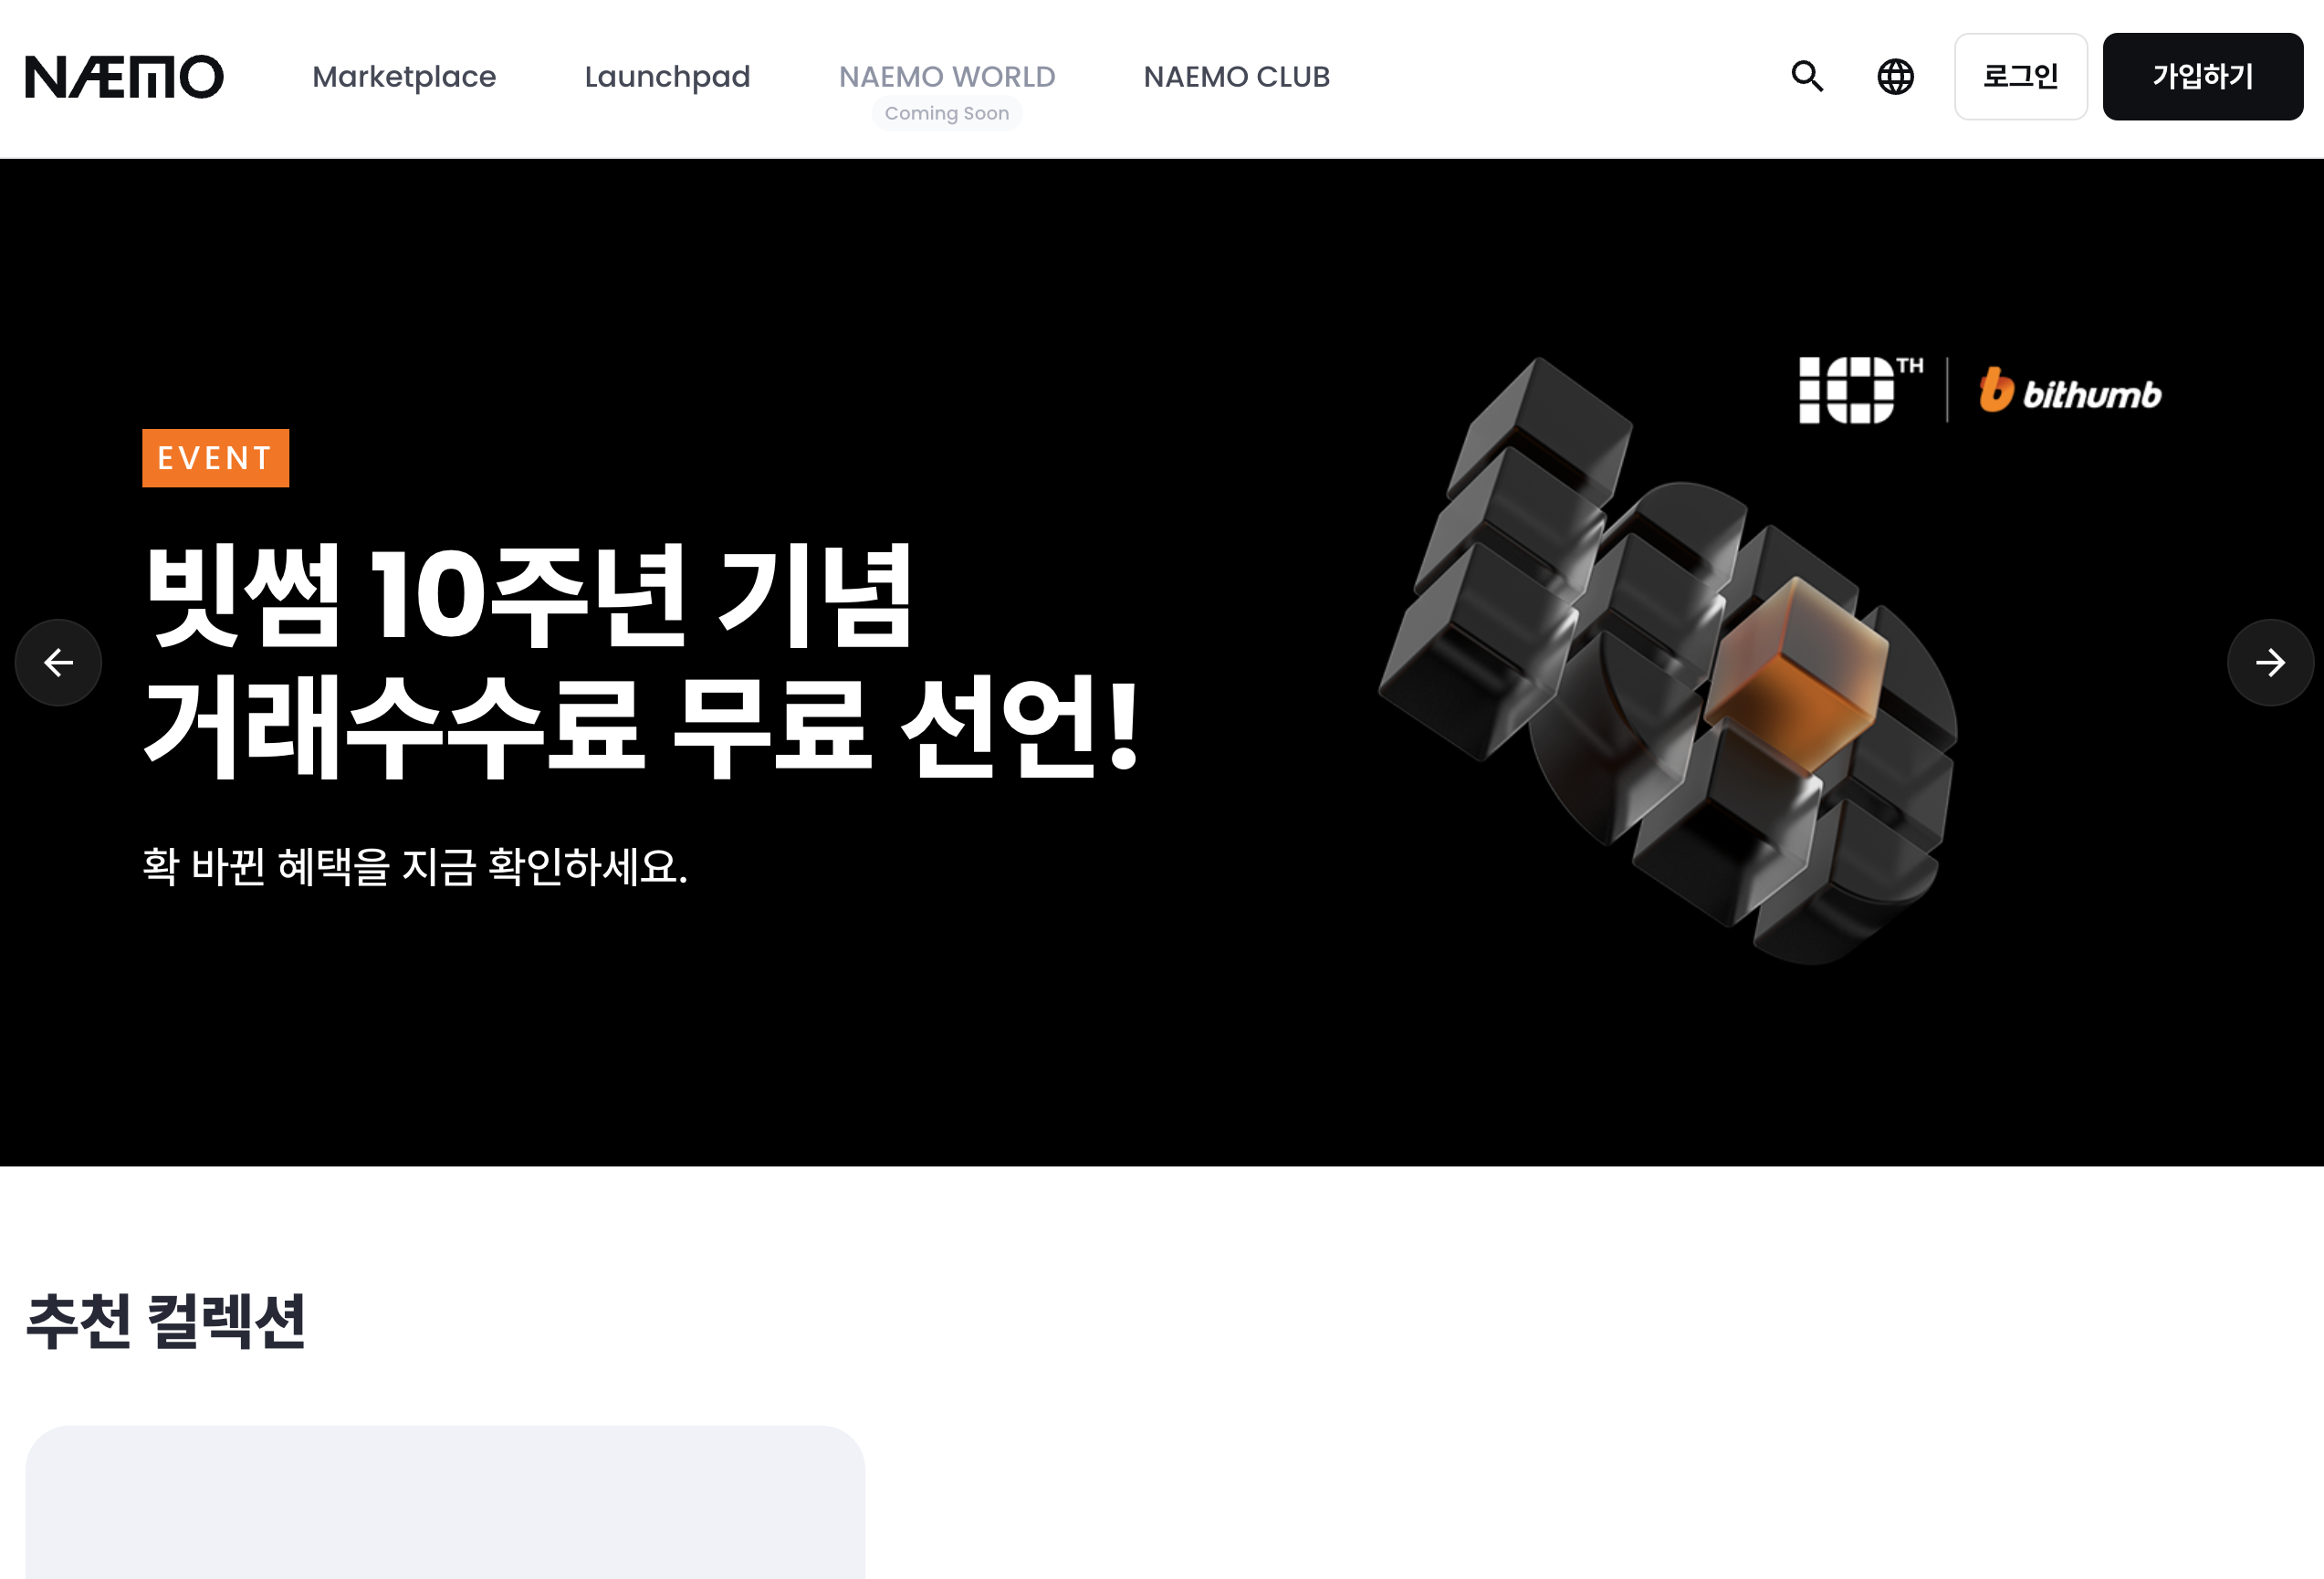 NÆMO
Marketplace
Launchpad
NAEMO WORLD
Coming Soon
NAEMO CLUB
로그인
가입하기
10TH
bithumb
EVENT
빗썸 10주년 기념
거래수수료 무료 선언!
확 바뀐 혜택을 지금 확인하세요.
추천 컬렉션